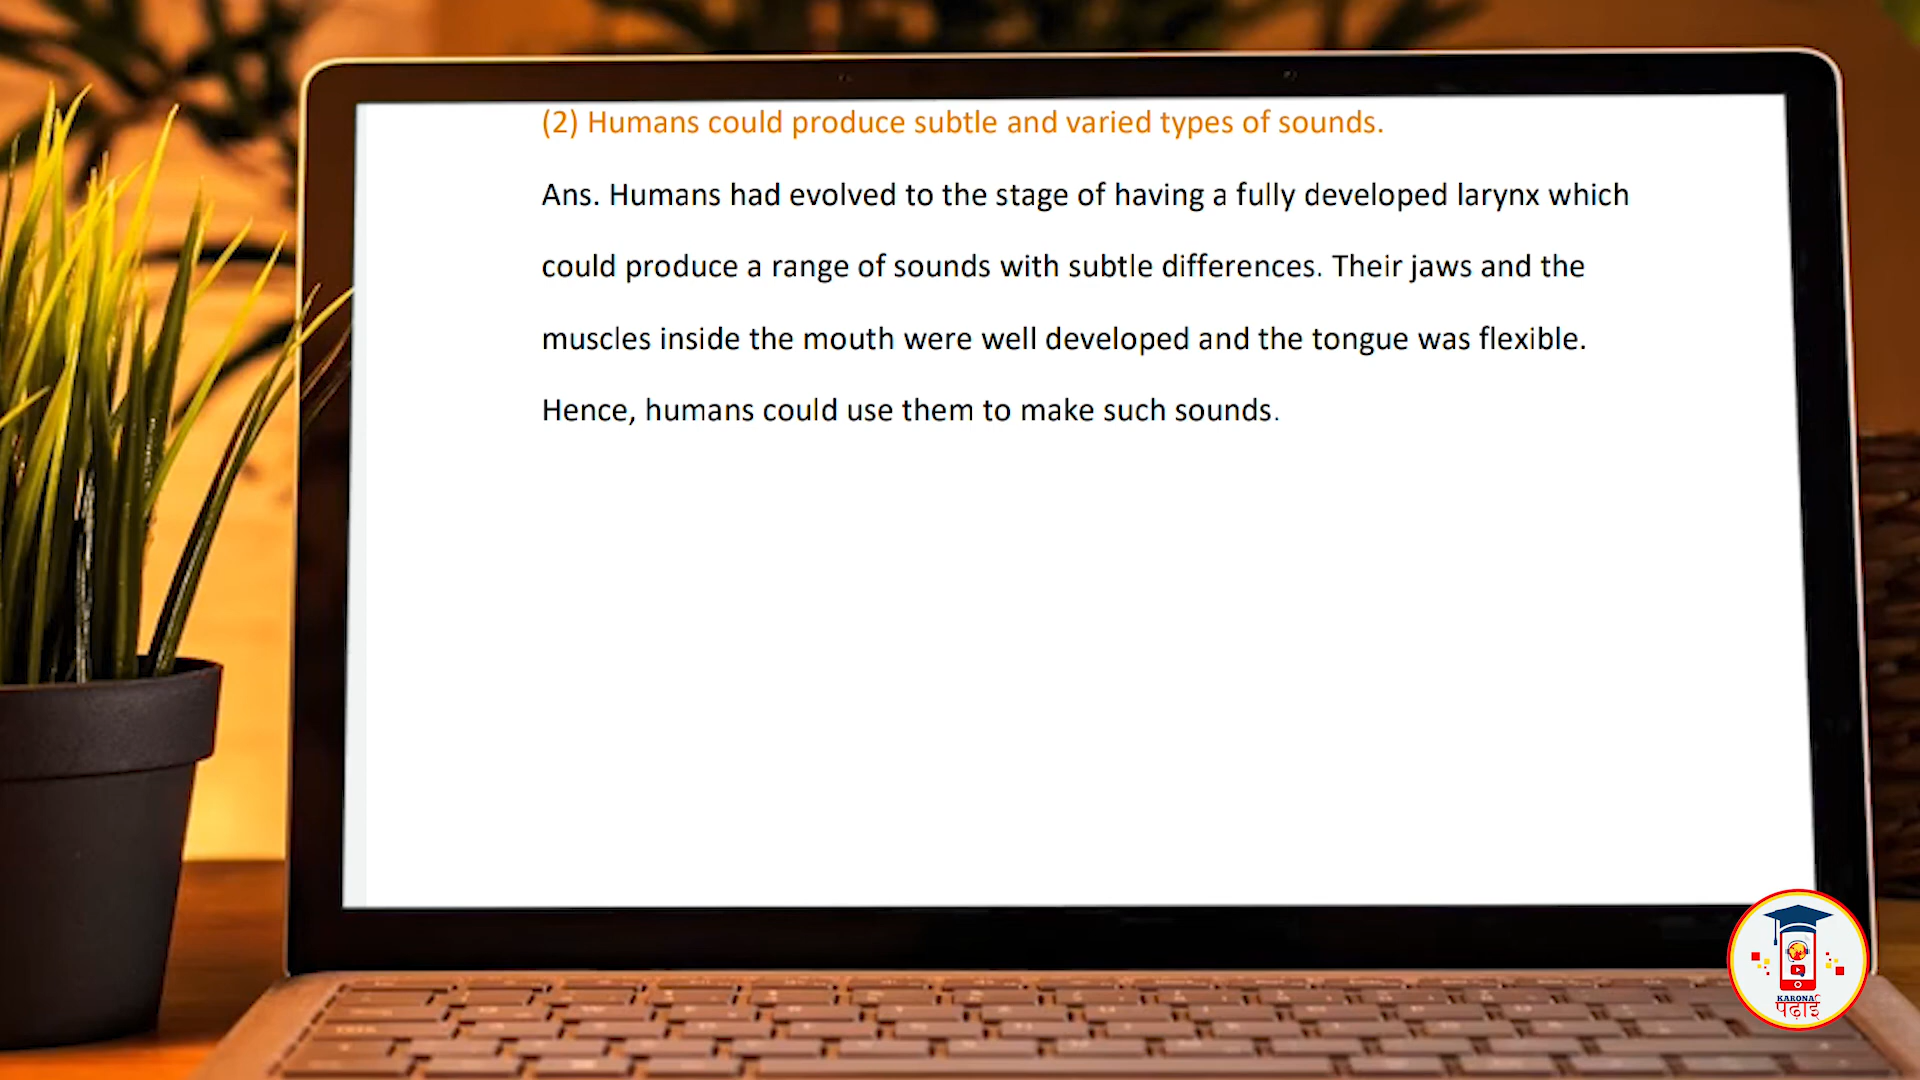 (2) Humans could produce subtle and varied types of sounds.
Ans. Humans had evolved to the stage of having a fully developed larynx which
could produce a range of sounds with subtle differences. Their jaws and the
muscles inside the mouth were well developed and the tongue was flexible.
Hence, humans could use them to make such sounds.
KARONA
पढ़ाई